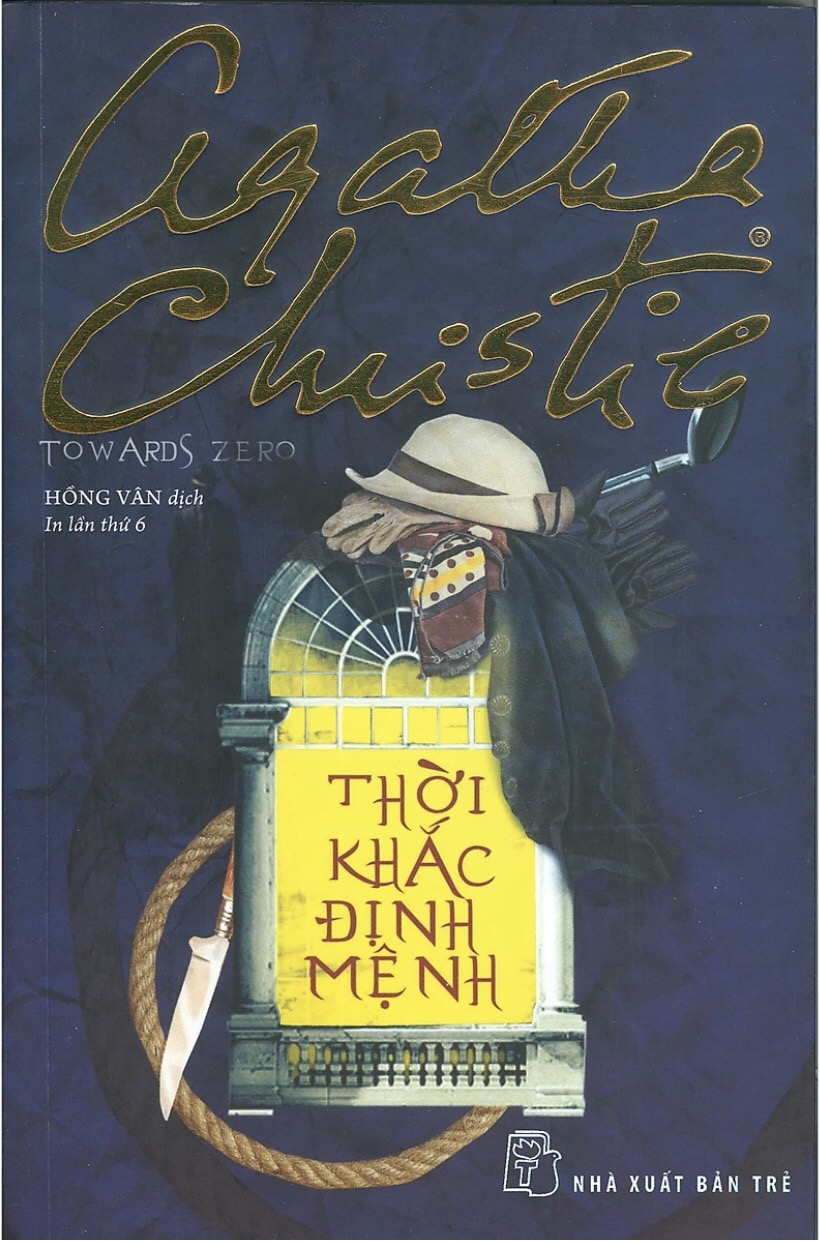 Agatha
Christie®
TOWARDS ZERO
HỒNG VÂN dịch
In lần thứ 6
THỜI
KHẮC
ĐỊNH
MỆNH
T
NHÀ XUẤT BẢN TRẺ